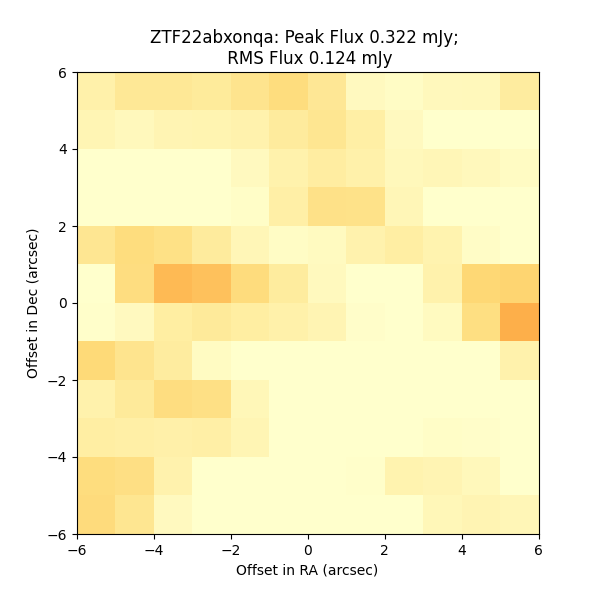 ZTF22abxonqa: Peak Flux 0.322 mJy;
RMS Flux 0.124 mJy
6
4
2
0
−2
−4
−6
Offset in Dec (arcsec)
−6 −4 −2 0 2 4 6
Offset in RA (arcsec)